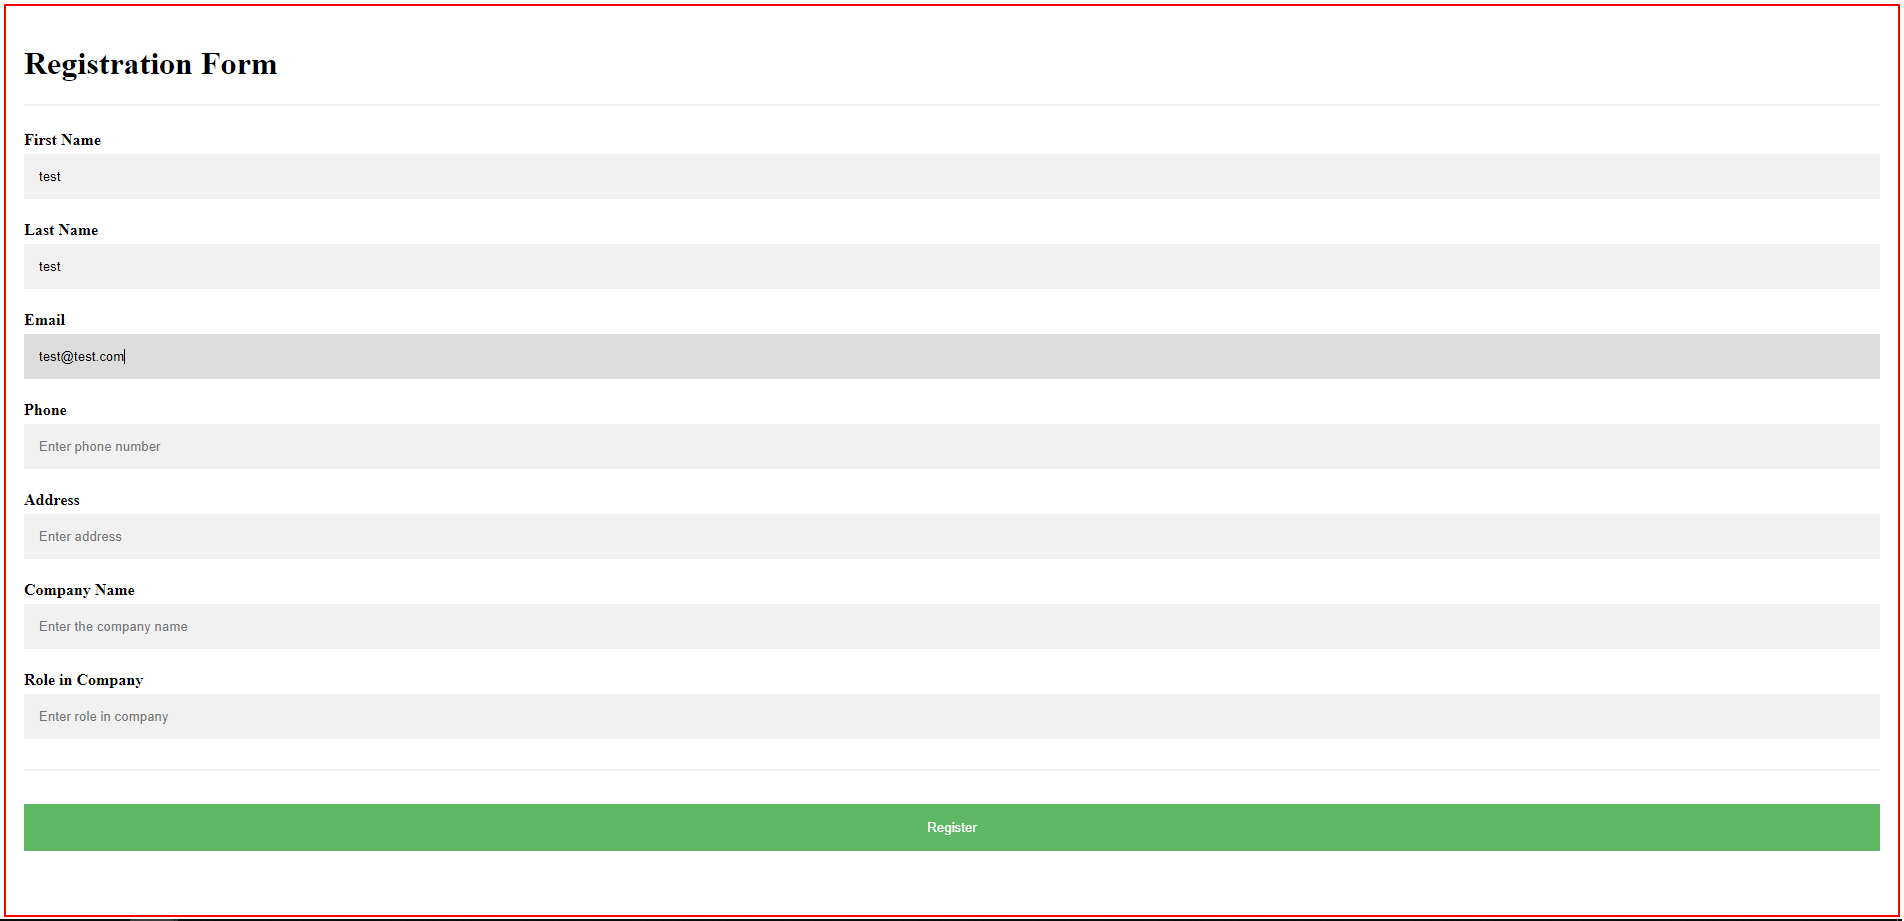 Registration Form
First Name
test
Last Name
test
Email
test@test.com
Phone
Enter phone number
Address
Enter address
Company Name
Enter the company name
Role in Company
Enter role in company
Register